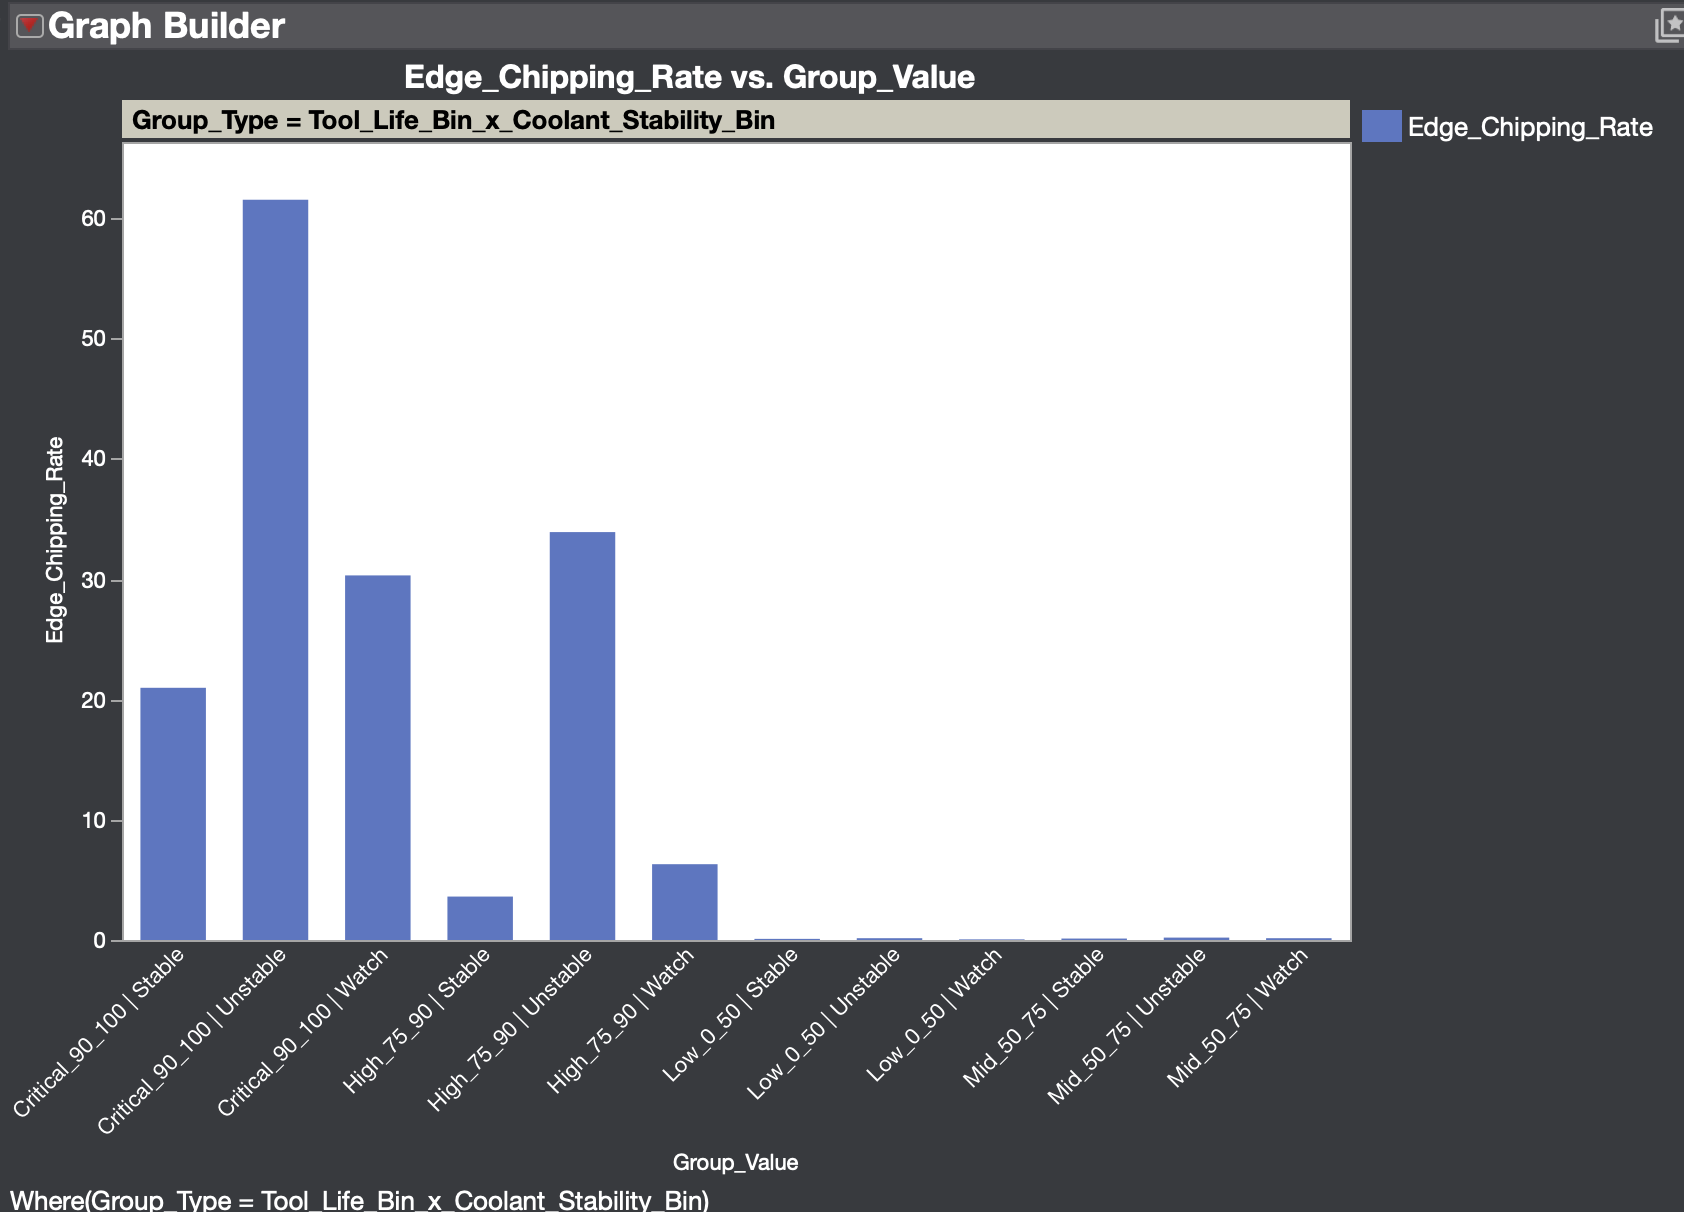 Graph Builder
Edge_Chipping_Rate vs. Group_Value
Group_Type = Tool_Life_Bin_x_Coolant_Stability_Bin
Edge_Chipping_Rate
Edge_Chipping_Rate
60
50
40
30
20
10
0
Critical_90_100 | Stable
Critical_90_100 | Unstable
Critical_90_100 | Watch
High_75_90 | Stable
High_75_90 | Unstable
High_75_90 | Watch
Low_0_50 | Stable
Low_0_50 | Unstable
Low_0_50 | Watch
Mid_50_75 | Stable
Mid_50_75 | Unstable
Mid_50_75 | Watch
Group_Value
Where(Group_Type = Tool_Life_Bin_x_Coolant_Stability_Bin)